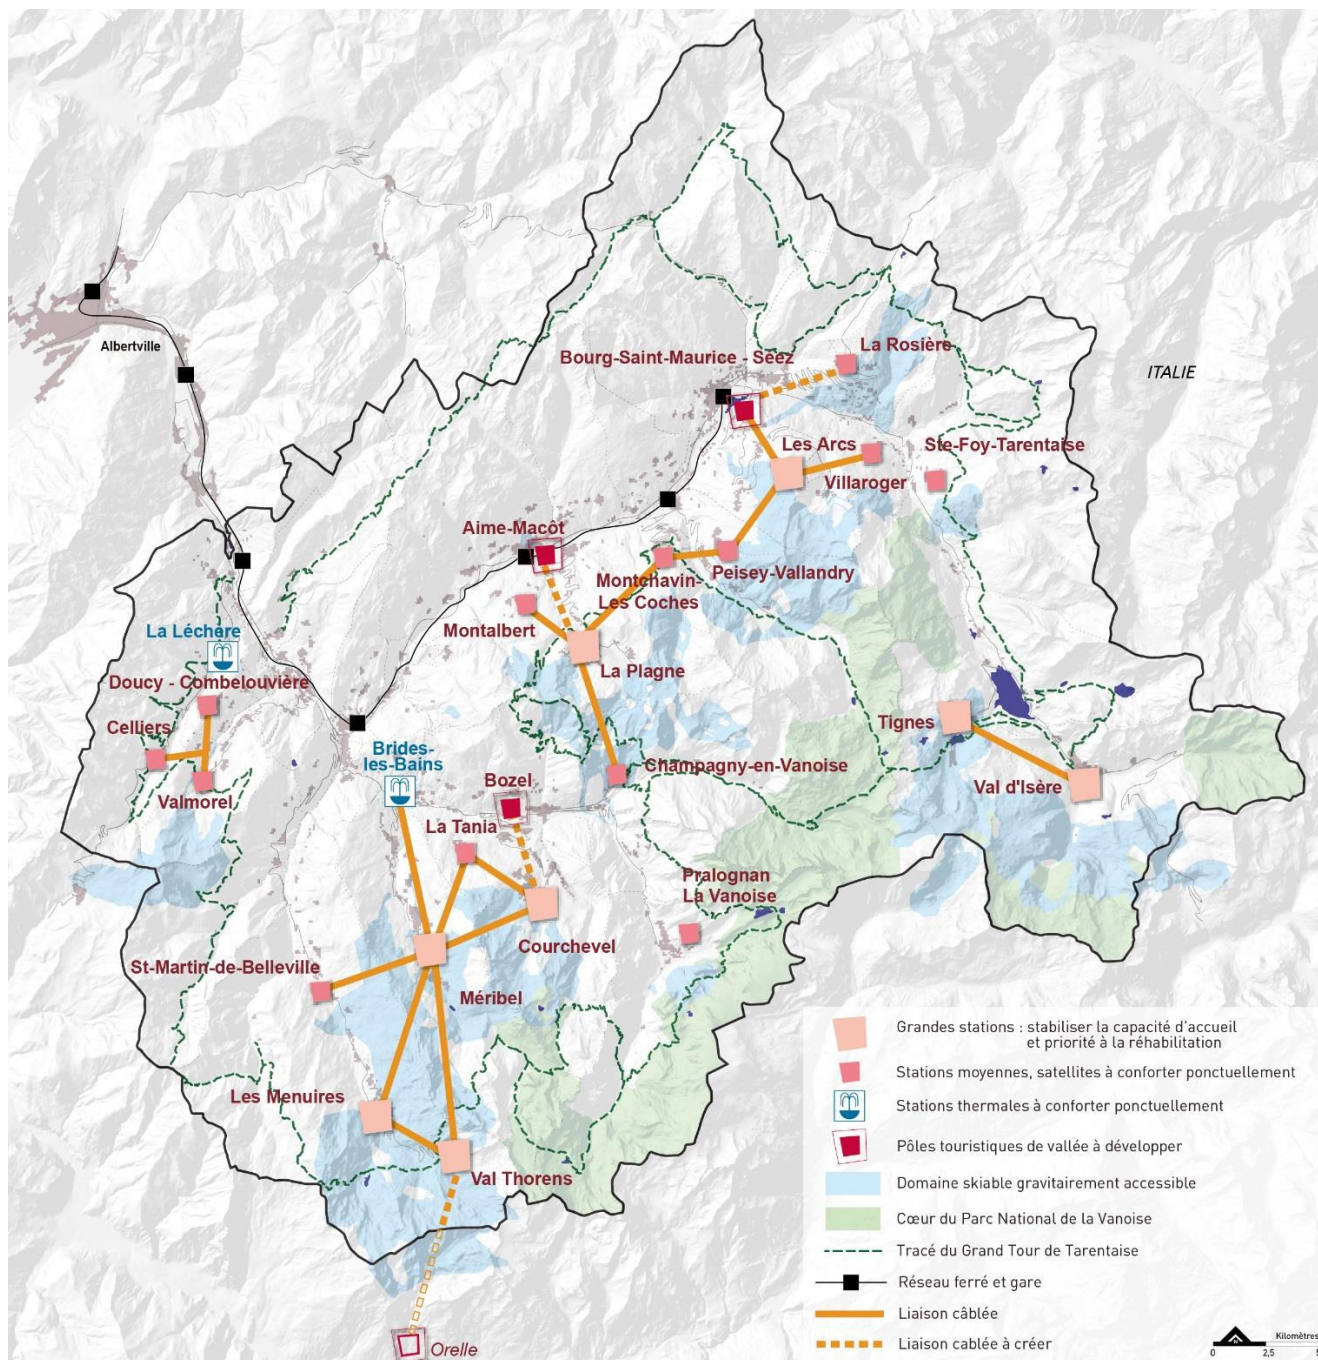 Albertville
Bourg-Saint-Maurice - Séez
La Rosière
ITALIE
Les Arcs
Ste-Foy-Tarentaise
Villaroger
Aime-Macôt
Peisey-Vallandry
Montchavin-
Les Coches
Montalbert
La Léchère
La Plagne
Doucy - Combelouvière
Celliers
Tignes
Brides-
les-Bains
Champagny-en-Vanoise
Val d'Isère
Bozel
Valmorel
La Tania
Pralognan
La Vanoise
Courchevel
St-Martin-de-Belleville
Méribel
Les Menuires
Val Thorens
Orelle
Grandes stations : stabiliser la capacité d'accueil
et priorité à la réhabilitation
Stations moyennes, satellites à conforter ponctuellement
Stations thermales à conforter ponctuellement
Pôles touristiques de vallée à développer
Domaine skiable gravitairement accessible
Cœur du Parc National de la Vanoise
Tracé du Grand Tour de Tarentaise
Réseau ferré et gare
Liaison câblée
Liaison cablée à créer
N
Kilomètres
0 2,5 5